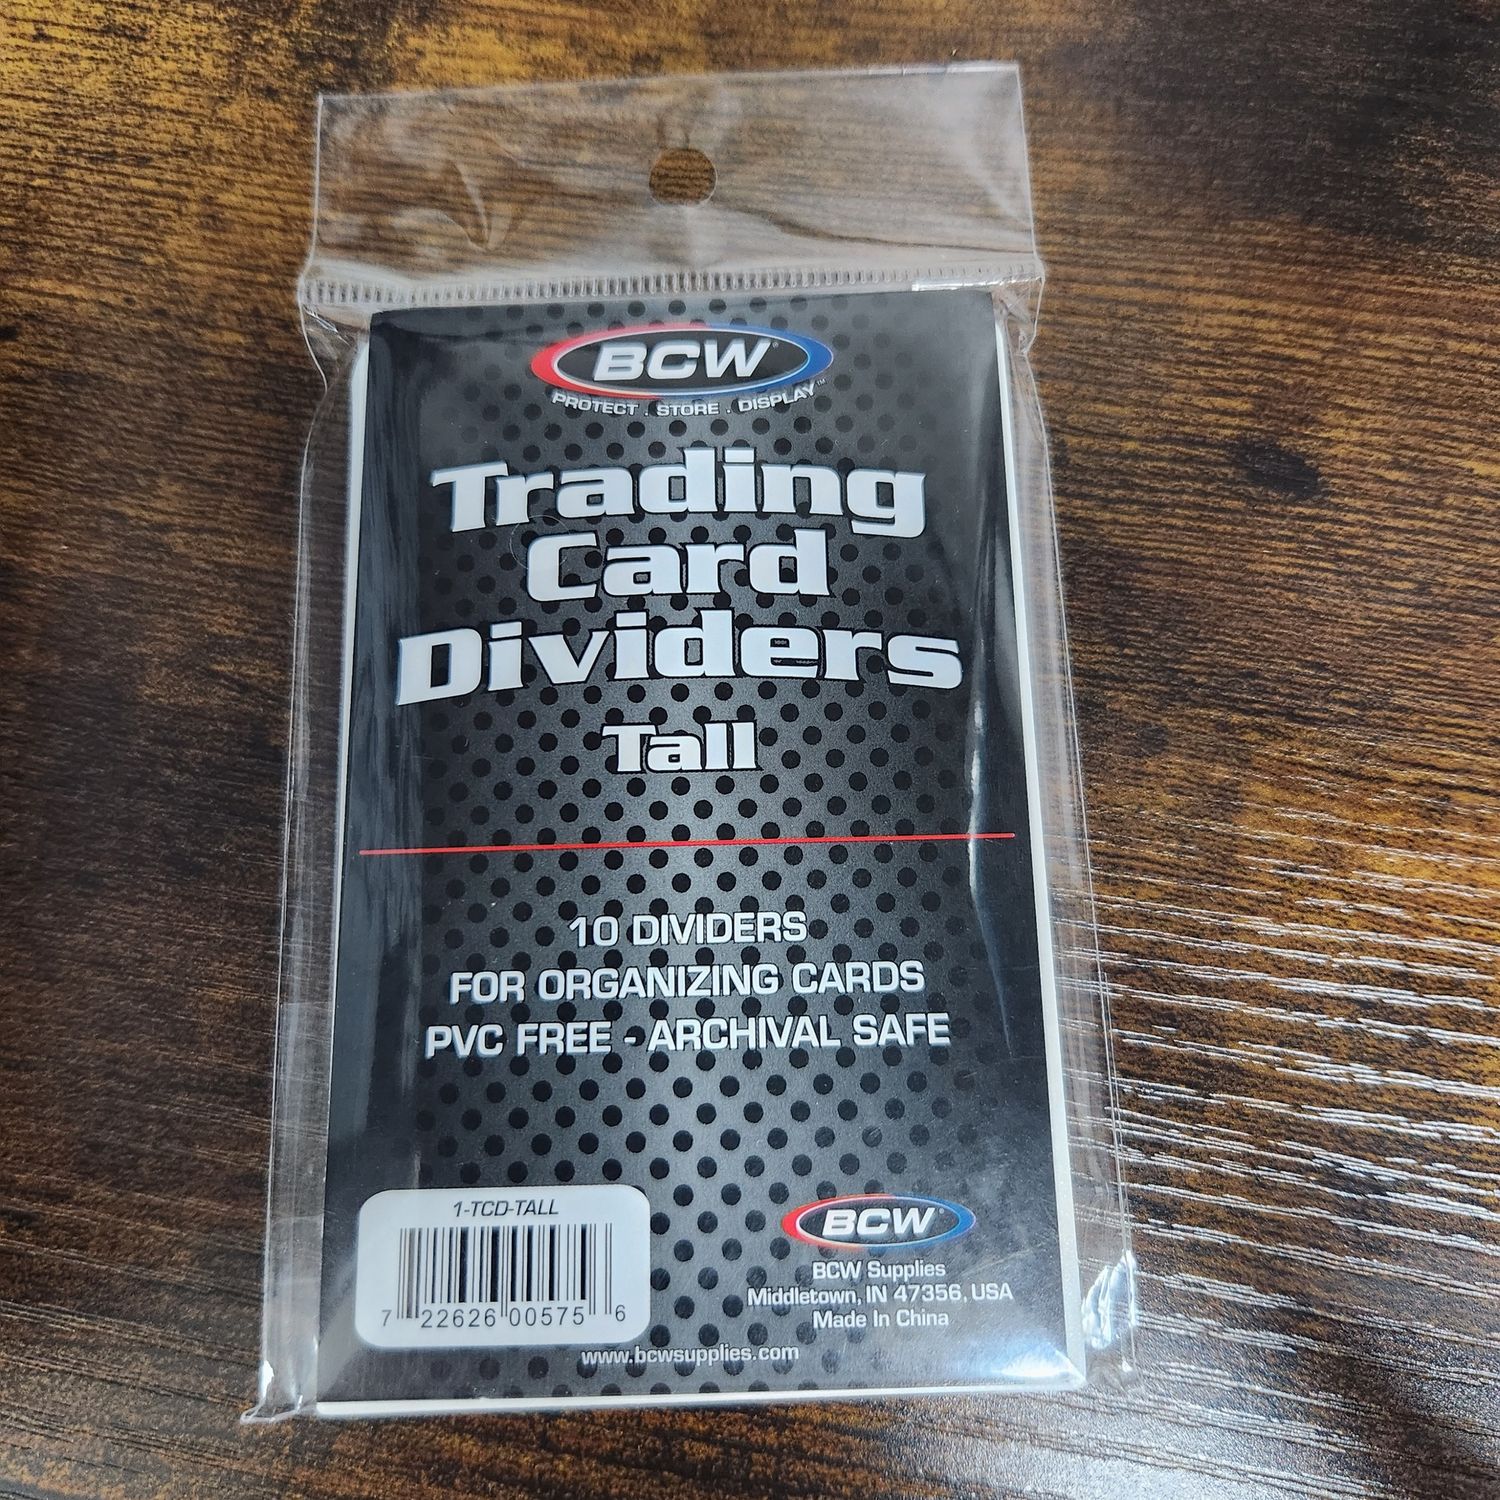 BCW®
PROTECT . STORE . DISPLAY™
Trading
Card
Dividers
Tall
10 DIVIDERS
FOR ORGANIZING CARDS
PVC FREE - ARCHIVAL SAFE
1-TCD-TALL
7 22626 00575 6
BCW®
BCW Supplies
Middletown, IN 47356, USA
Made In China
www.bcwsupplies.com